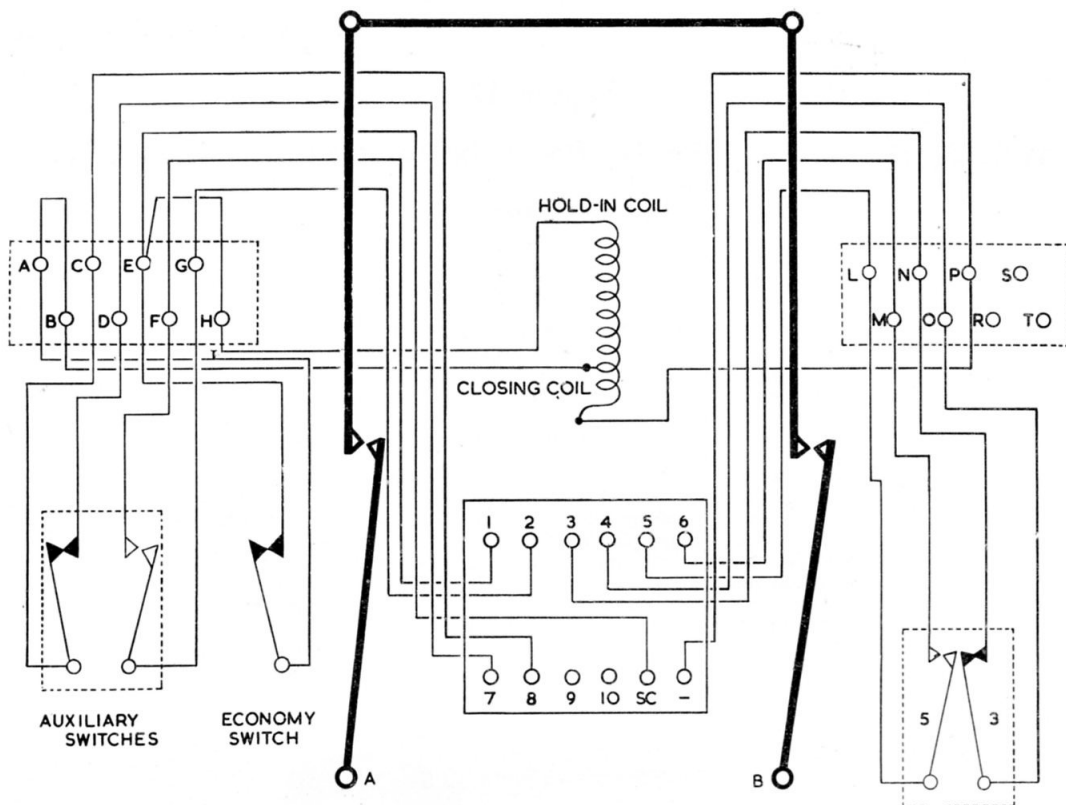 HOLD-IN COIL
A C E G
B D F H
L N P S
M O R T
CLOSING COIL
1 2 3 4 5 6
7 8 9 10 SC -
5 3
AUXILIARY
SWITCHES
ECONOMY
SWITCH
A
B